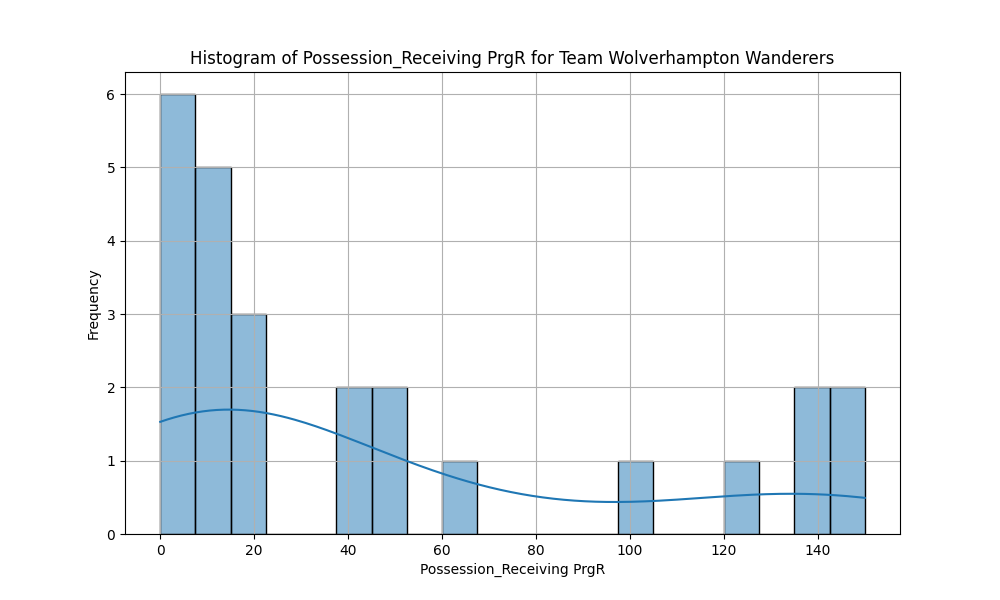 Histogram of Possession_Receiving PrgR for Team Wolverhampton Wanderers
6
5
4
3
2
1
0
Frequency
0 20 40 60 80 100 120 140
Possession_Receiving PrgR